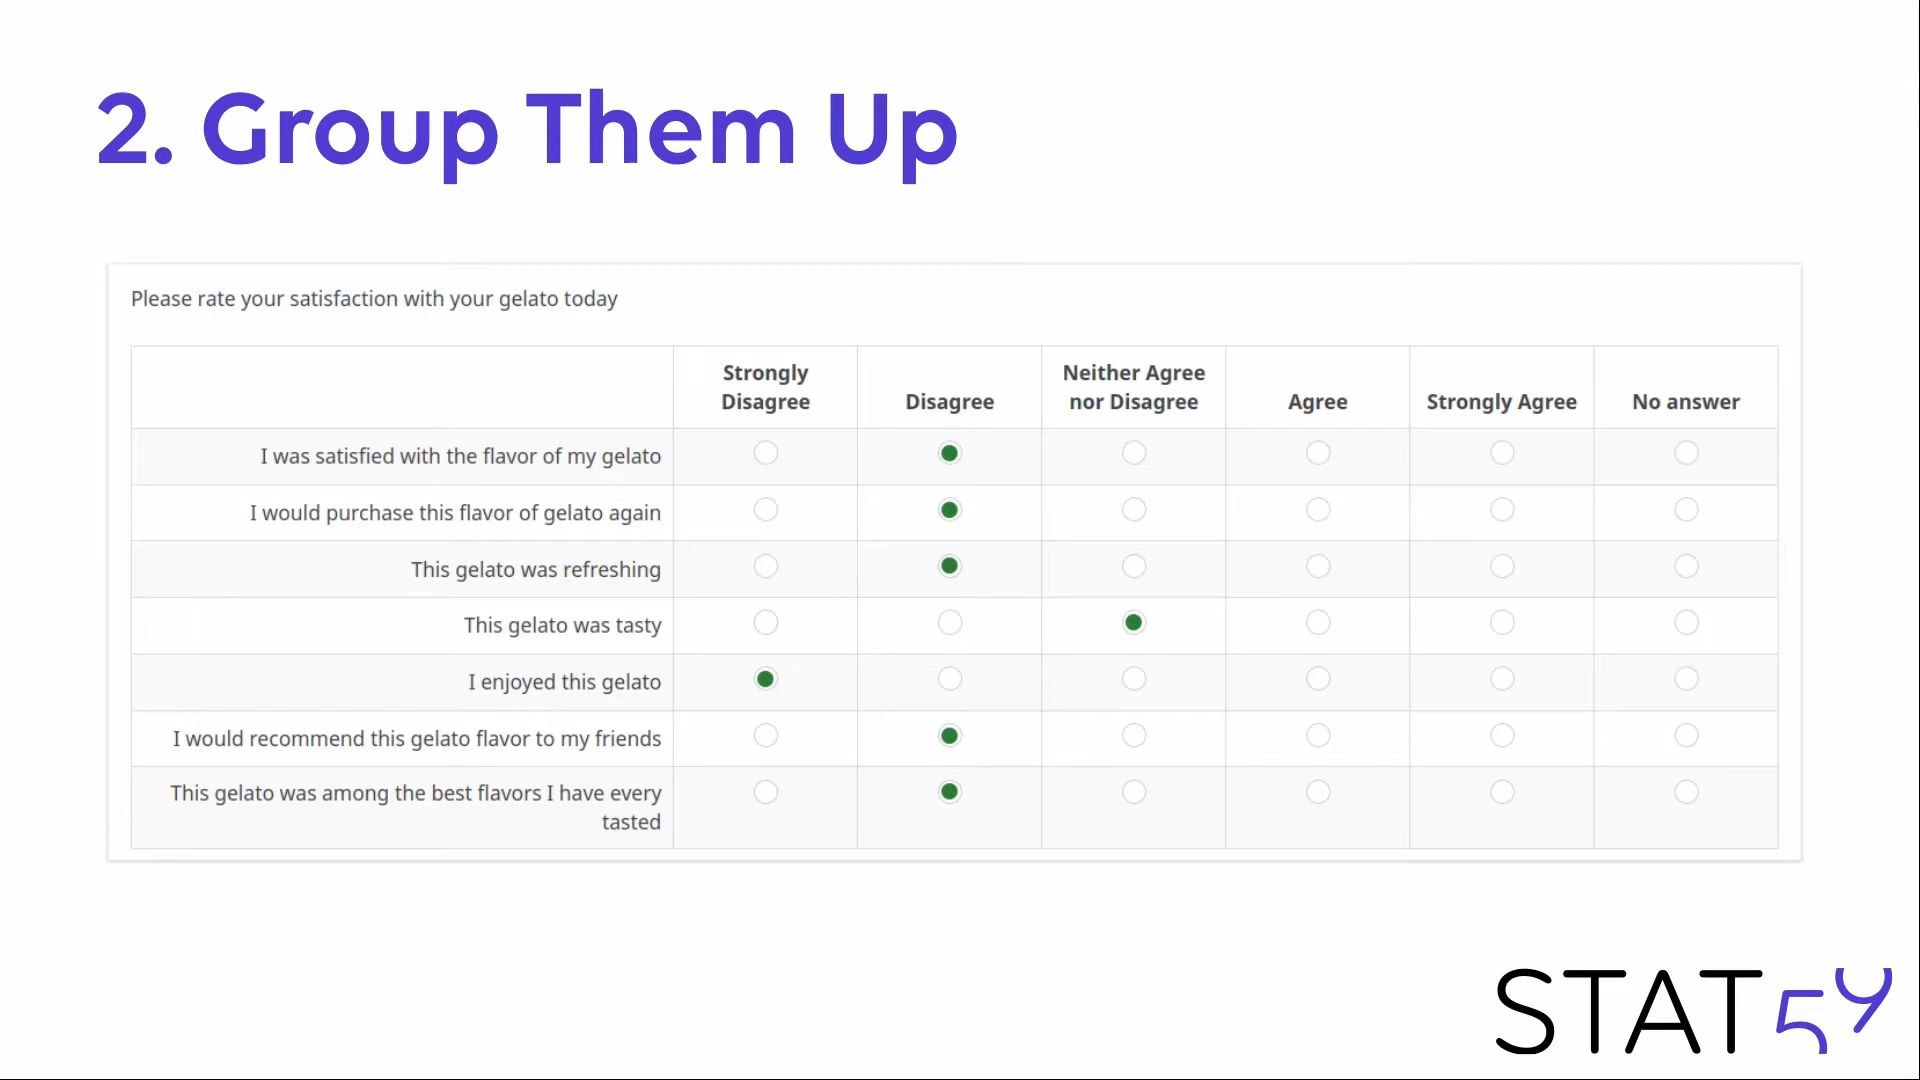 2. Group Them Up
Please rate your satisfaction with your gelato today
Strongly Disagree
Disagree
Neither Agree nor Disagree
Agree
Strongly Agree
No answer
I was satisfied with the flavor of my gelato
I would purchase this flavor of gelato again
This gelato was refreshing
This gelato was tasty
I enjoyed this gelato
I would recommend this gelato flavor to my friends
This gelato was among the best flavors I have every
tasted
STAT59